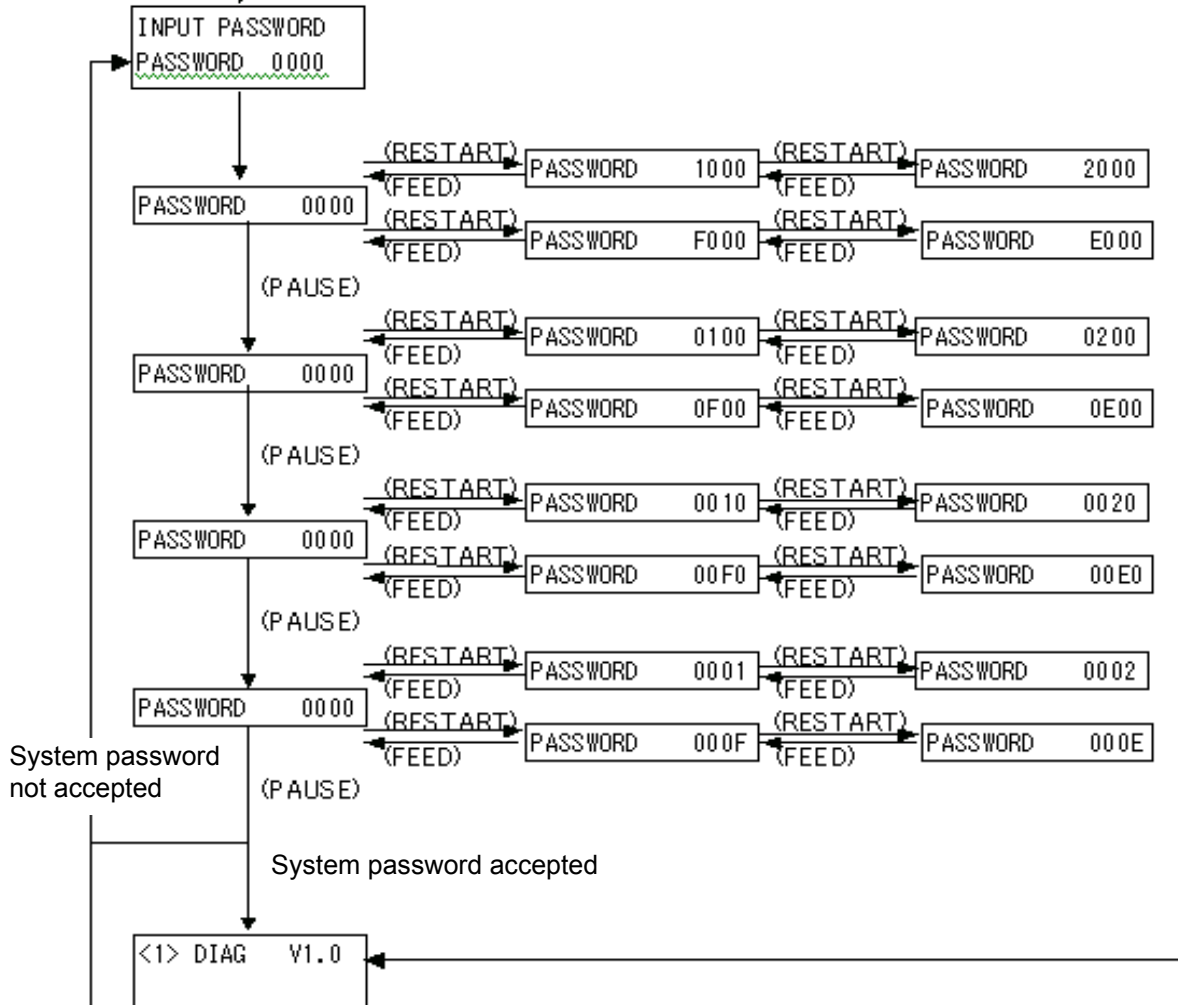 INPUT PASSWORD
PASSWORD 0000
(RESTART) (RESTART)
PASSWORD 1000 PASSWORD 2000
(FEED) (FEED)
PASSWORD 0000
(RESTART) (RESTART)
PASSWORD F000 PASSWORD E000
(FEED) (FEED)
(PAUSE)
(RESTART) (RESTART)
PASSWORD 0100 PASSWORD 0200
(FEED) (FEED)
PASSWORD 0000
(RESTART) (RESTART)
PASSWORD 0F00 PASSWORD 0E00
(FEED) (FEED)
(PAUSE)
(RESTART) (RESTART)
PASSWORD 0010 PASSWORD 0020
(FEED) (FEED)
PASSWORD 0000
(RESTART) (RESTART)
PASSWORD 00F0 PASSWORD 00E0
(FEED) (FEED)
(PAUSE)
(RESTART) (RESTART)
PASSWORD 0001 PASSWORD 0002
(FEED) (FEED)
PASSWORD 0000
(RESTART) (RESTART)
PASSWORD 000F PASSWORD 000E
(FEED) (FEED)
System password
not accepted
(PAUSE)
System password accepted
<1> DIAG V1.0